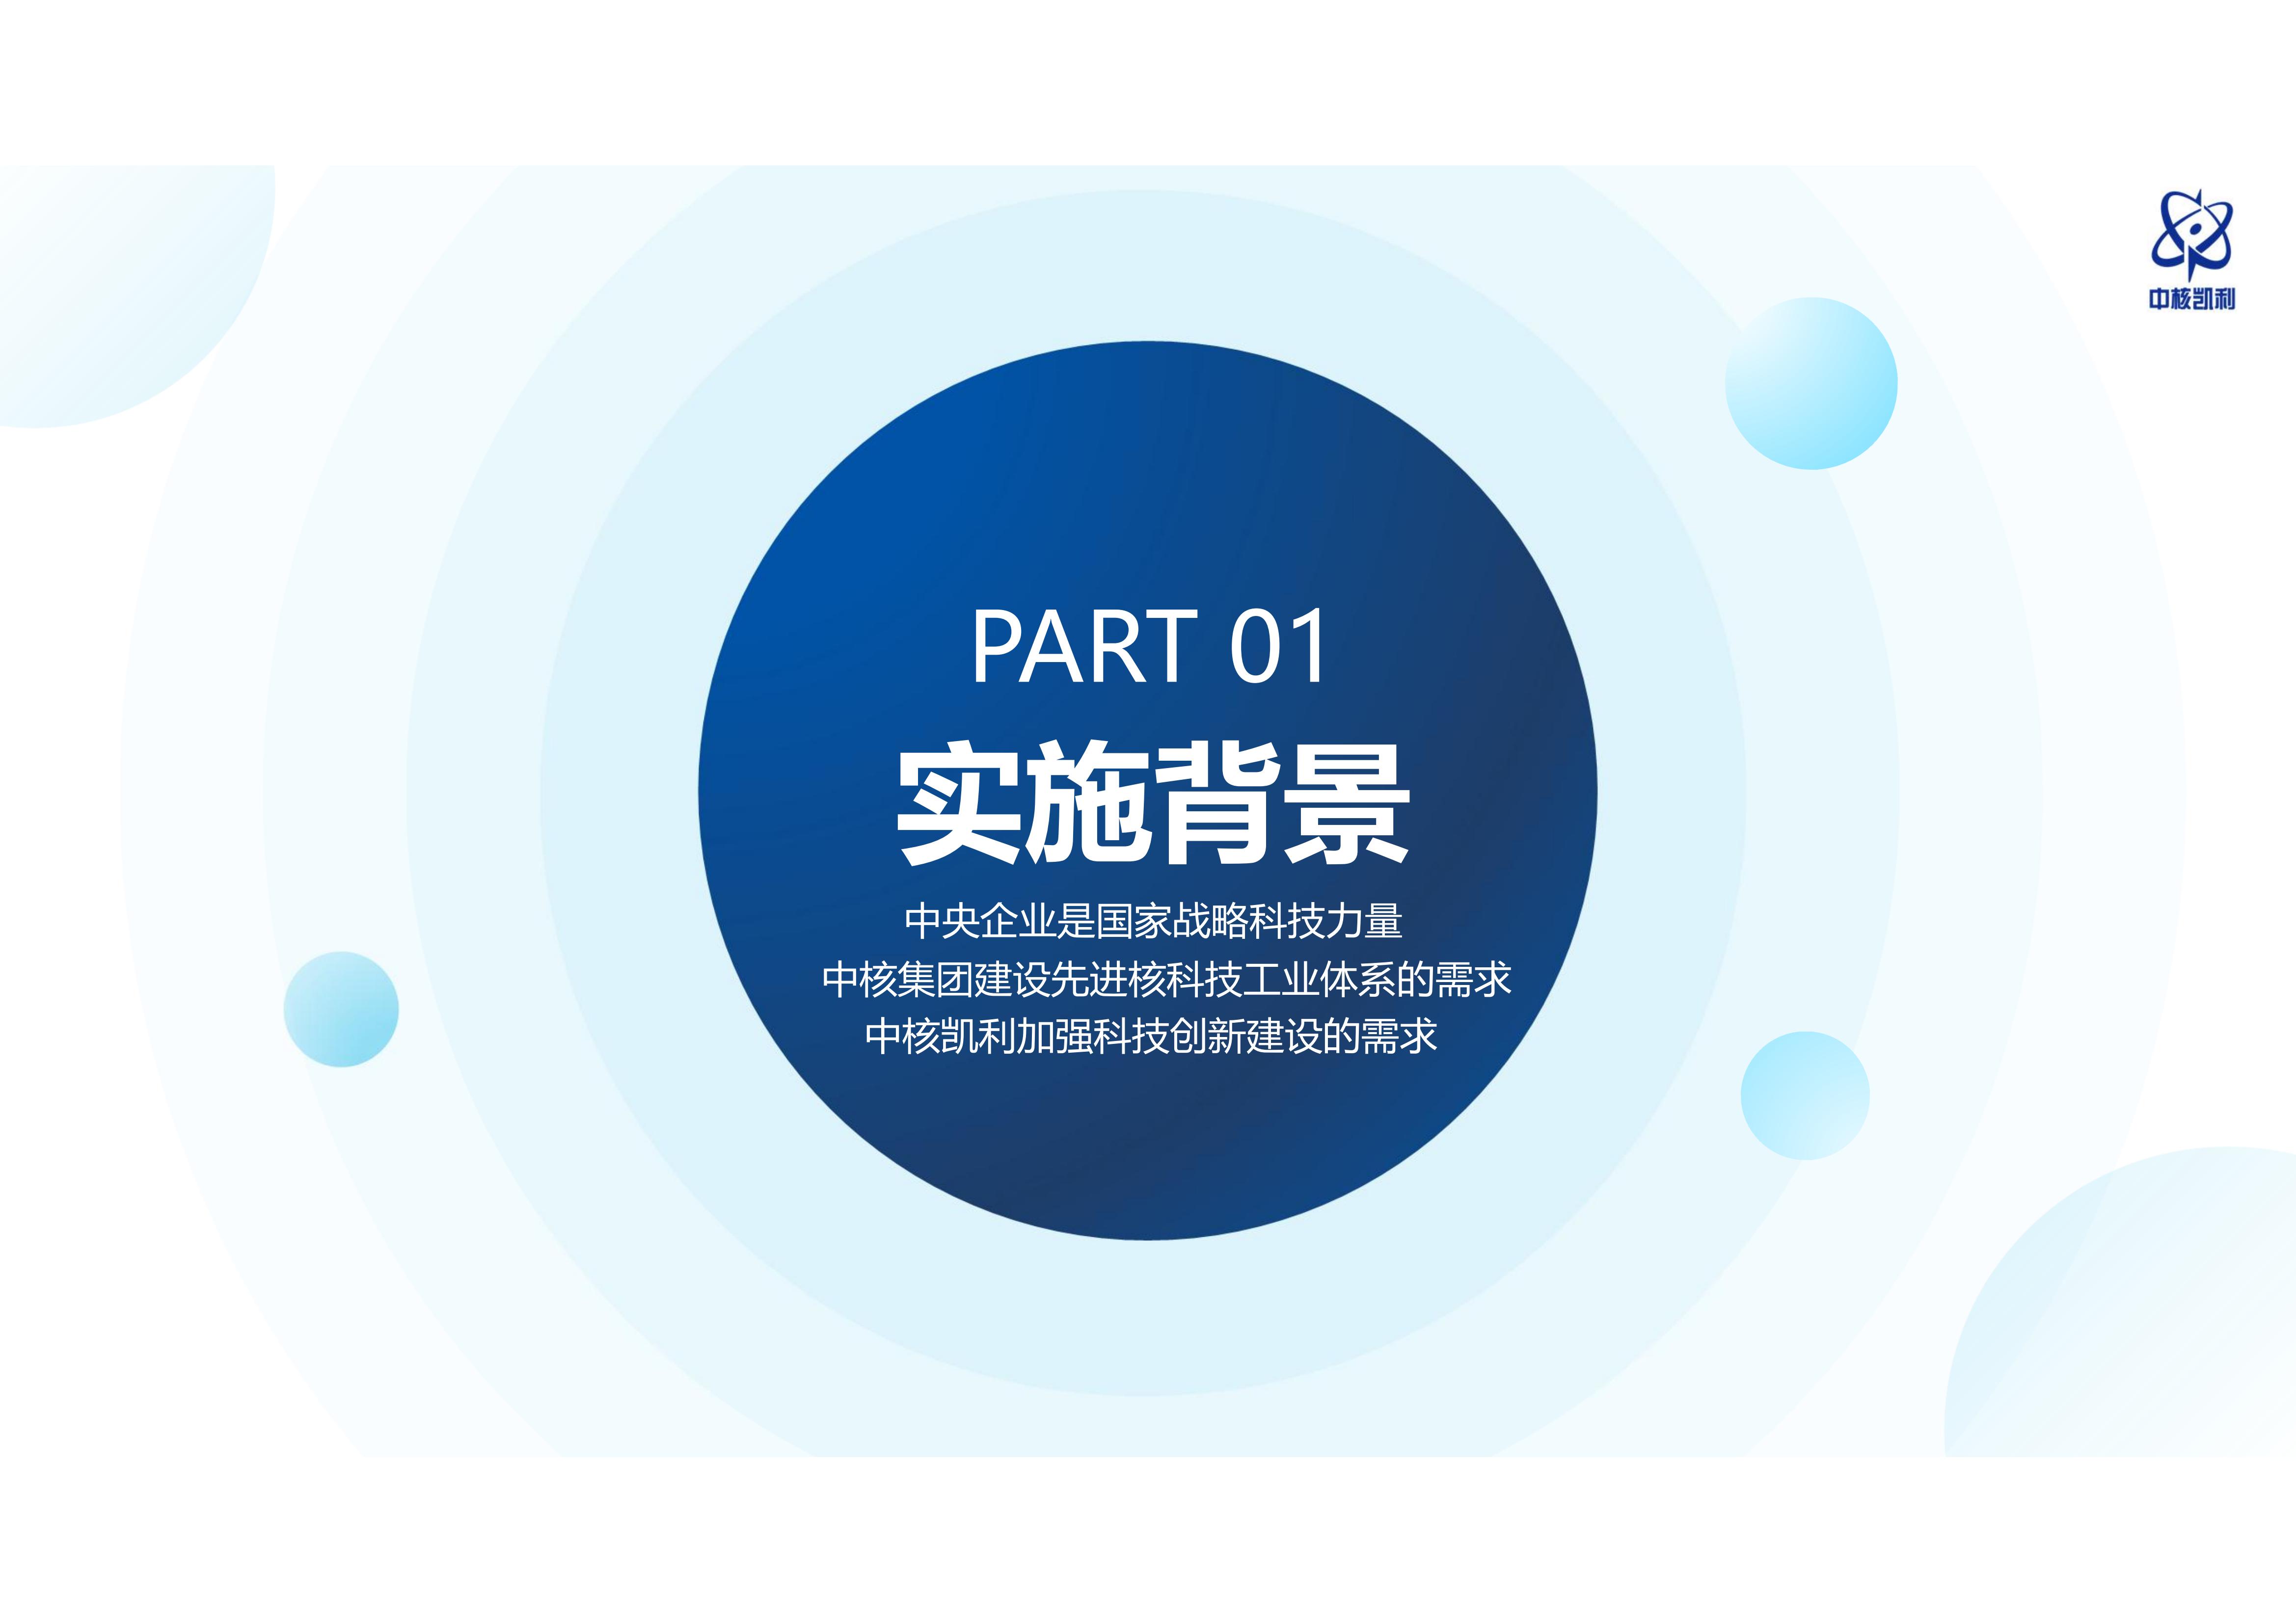 中核凯利
PART 01
实施背景
中央企业是国家战略科技力量
中核集团建设先进核科技工业体系的需求
中核凯利加强科技创新建设的需求